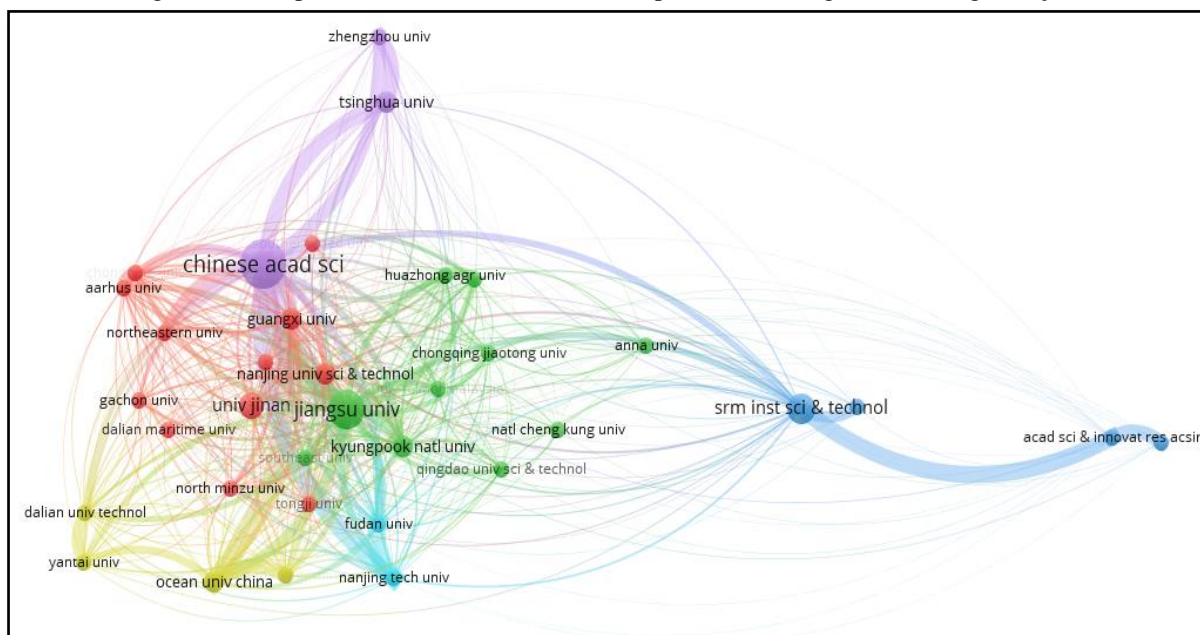 zhengzhou univ
tsinghua univ
chinese acad sci
aarhus univ
huazhong agr univ
guangxi univ
northeastern univ
chongqing jiaotong univ
anna univ
nanjing univ sci & technol
gachon univ
univ jinan
jiangsu univ
srm inst sci & technol
dalian maritime univ
natl cheng kung univ
acad sci & innovat res acsir
kyungpook natl univ
southeast univ
qingdao univ sci & technol
north minzu univ
tongji univ
dalian univ technol
fudan univ
yantai univ
ocean univ china
nanjing tech univ